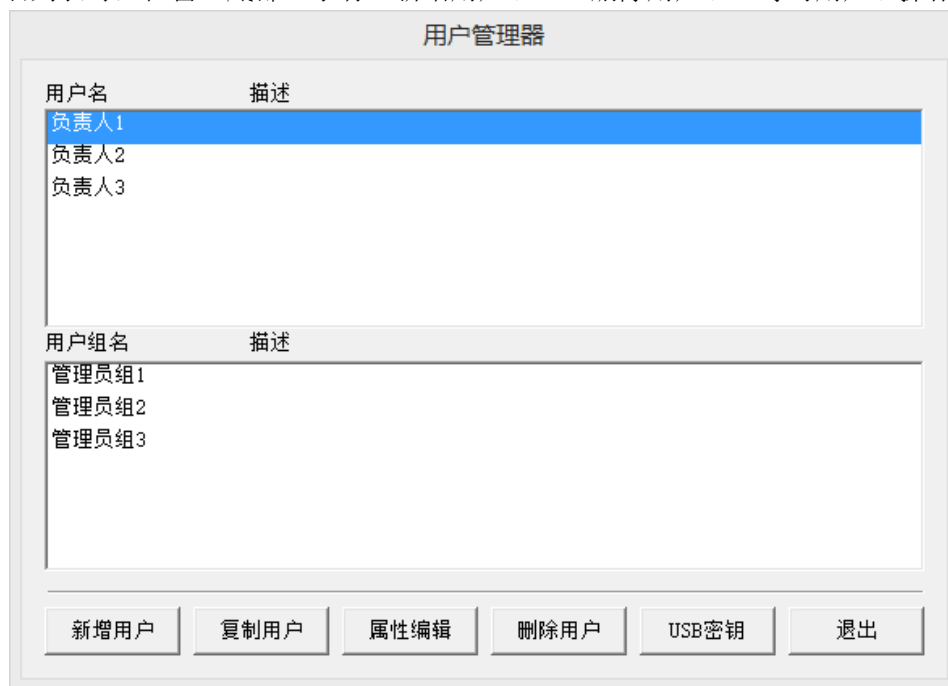 用户管理器
用户名 描述
负责人1
负责人2
负责人3
用户组名 描述
管理员组1
管理员组2
管理员组3
新增用户 复制用户 属性编辑 删除用户 USB密钥 退出